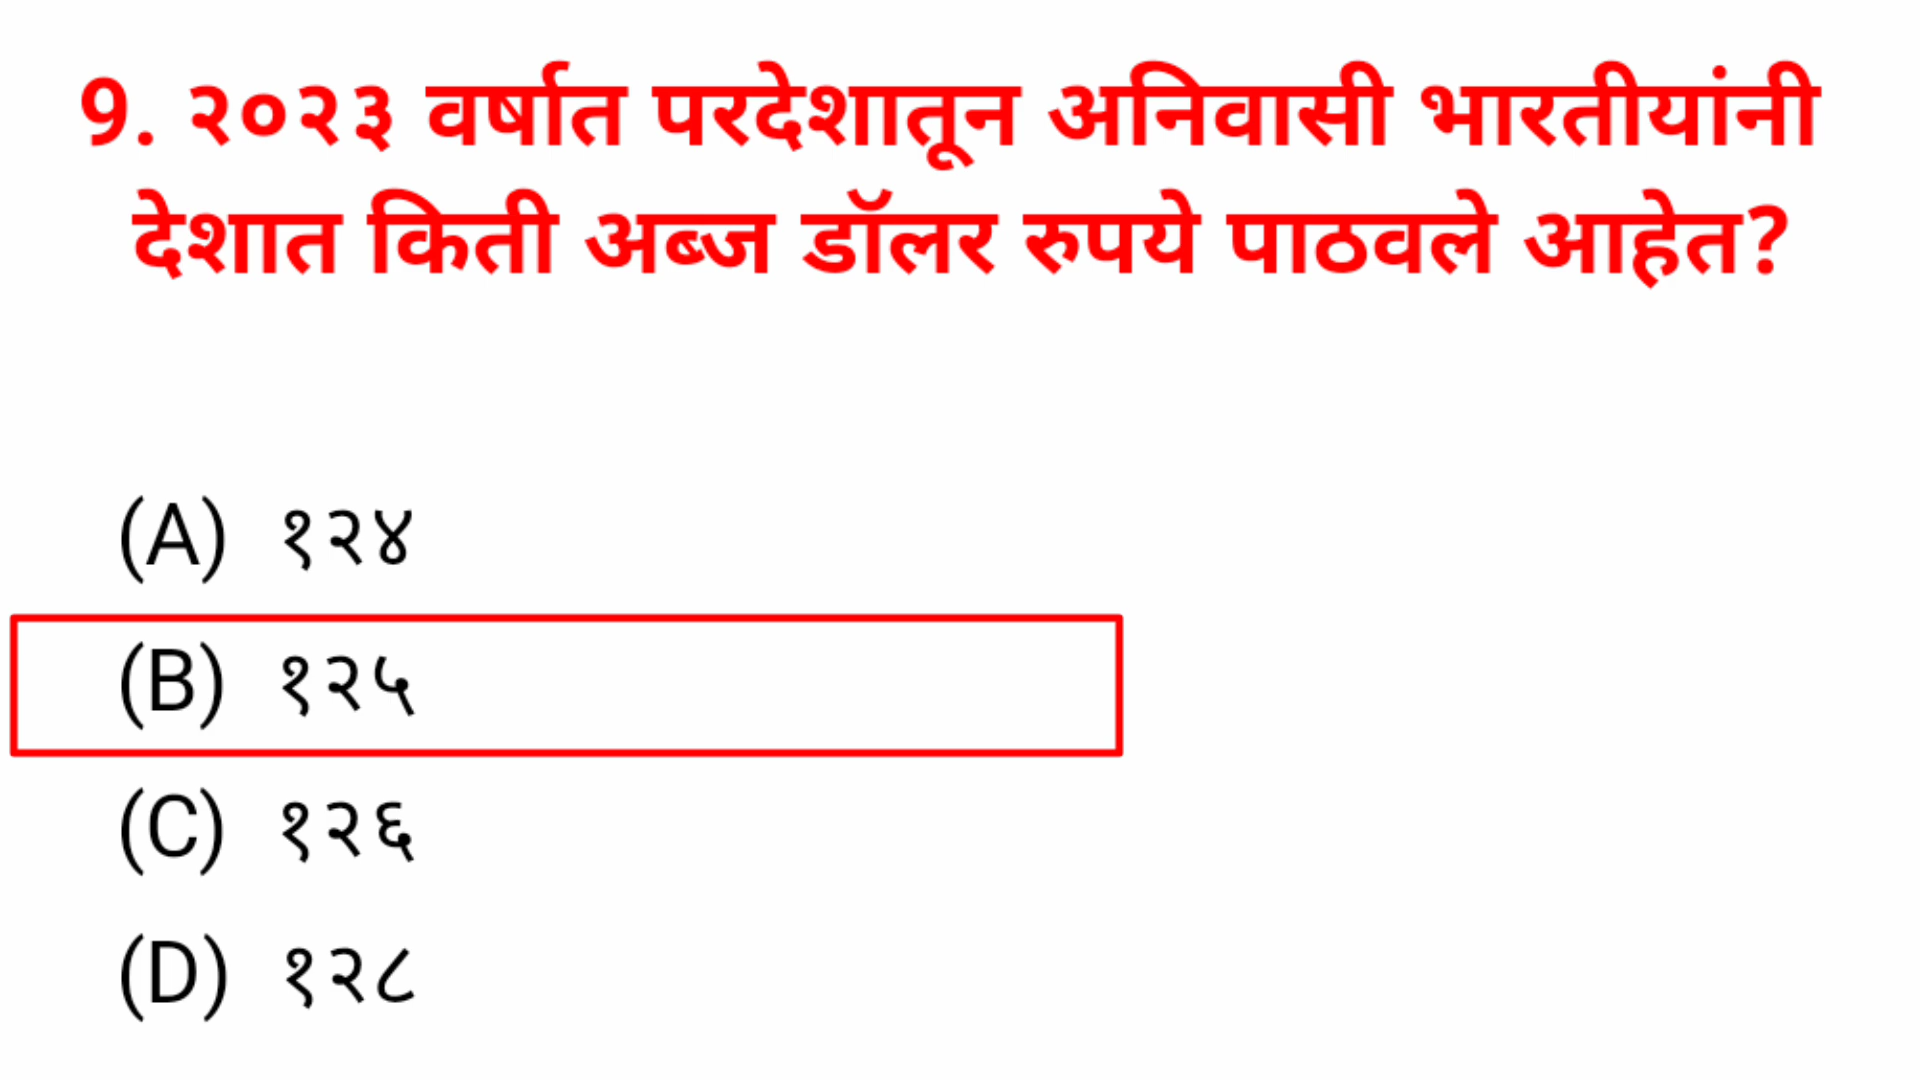 9. २०२३ वर्षात परदेशातून अनिवासी भारतीयांनी
देशात किती अब्ज डॉलर रुपये पाठवले आहेत?
(A) १२४
(B) १२५
(C) १२६
(D) १२८